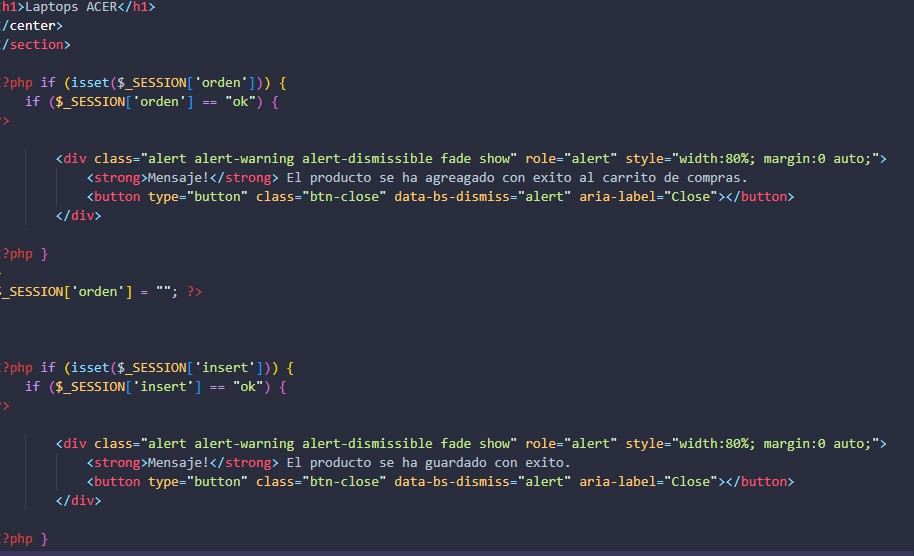 h1>Laptops ACER</h1>
/center>
/section>
?php if (isset($_SESSION['orden'])) {
if ($_SESSION['orden'] == "ok") {
>
<div class="alert alert-warning alert-dismissible fade show" role="alert" style="width:80%; margin:0 auto;">
<strong>Mensaje!</strong> El producto se ha agreagado con exito al carrito de compras.
<button type="button" class="btn-close" data-bs-dismiss="alert" aria-label="Close"></button>
</div>
?php }
_SESSION['orden'] = ""; ?>
?php if (isset($_SESSION['insert'])) {
if ($_SESSION['insert'] == "ok") {
>
<div class="alert alert-warning alert-dismissible fade show" role="alert" style="width:80%; margin:0 auto;">
<strong>Mensaje!</strong> El producto se ha guardado con exito.
<button type="button" class="btn-close" data-bs-dismiss="alert" aria-label="Close"></button>
</div>
?php }